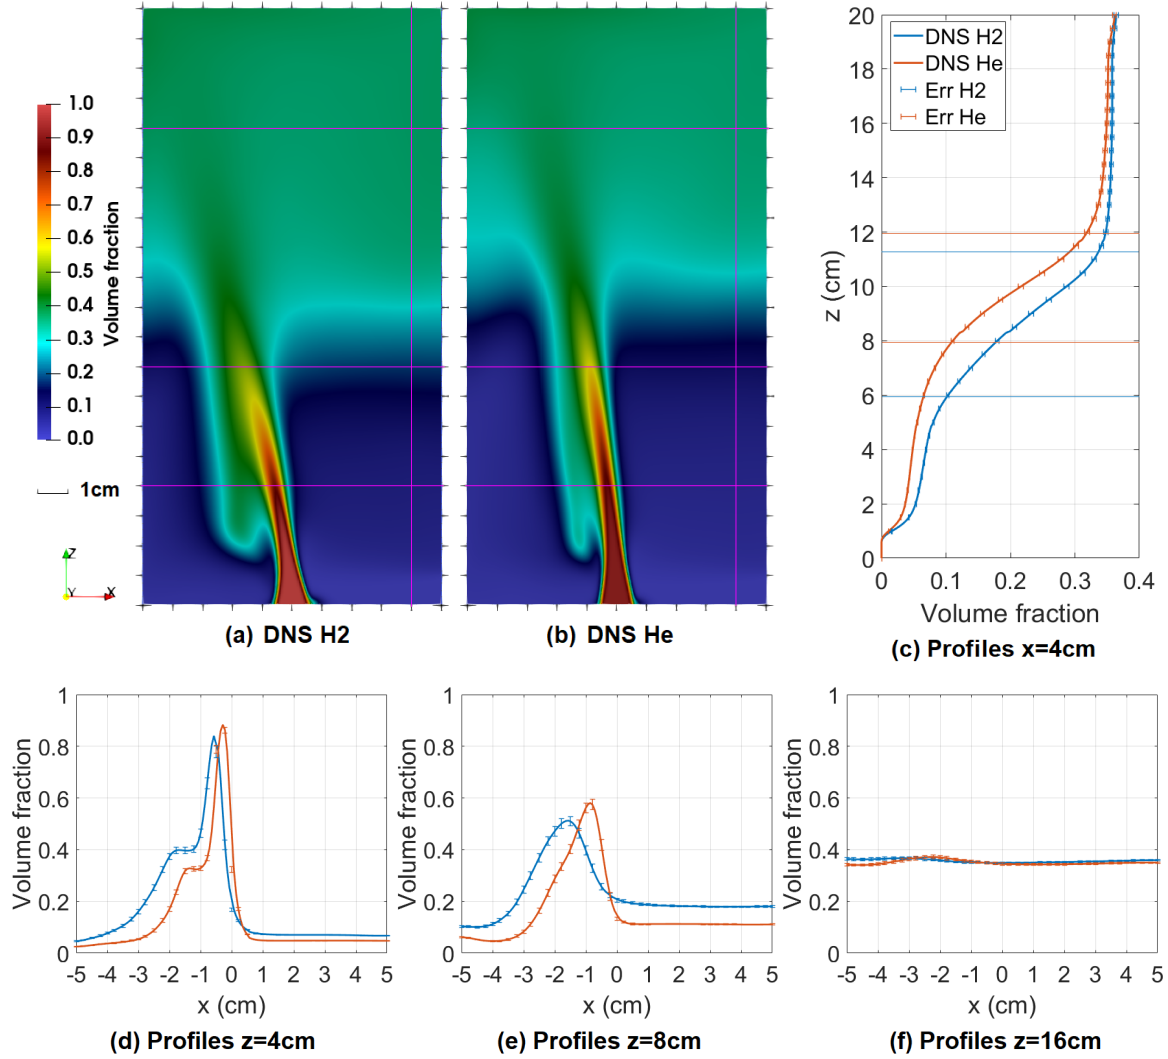 1.0
0.9
0.8
0.7
0.6
0.5
0.4
0.3
0.2
0.1
0.0
Volume fraction
1cm
Z
Y
X
(a) DNS H2
(b) DNS He
20
18
16
14
12
10
8
6
4
2
0
z (cm)
DNS H2
DNS He
Err H2
Err He
0 0.1 0.2 0.3 0.4
Volume fraction
(c) Profiles x=4cm
1
0.8
0.6
0.4
0.2
0
Volume fraction
-5 -4 -3 -2 -1 0 1 2 3 4 5
x (cm)
(d) Profiles z=4cm
1
0.8
0.6
0.4
0.2
0
Volume fraction
-5 -4 -3 -2 -1 0 1 2 3 4 5
x (cm)
(e) Profiles z=8cm
1
0.8
0.6
0.4
0.2
0
Volume fraction
-5 -4 -3 -2 -1 0 1 2 3 4 5
x (cm)
(f) Profiles z=16cm